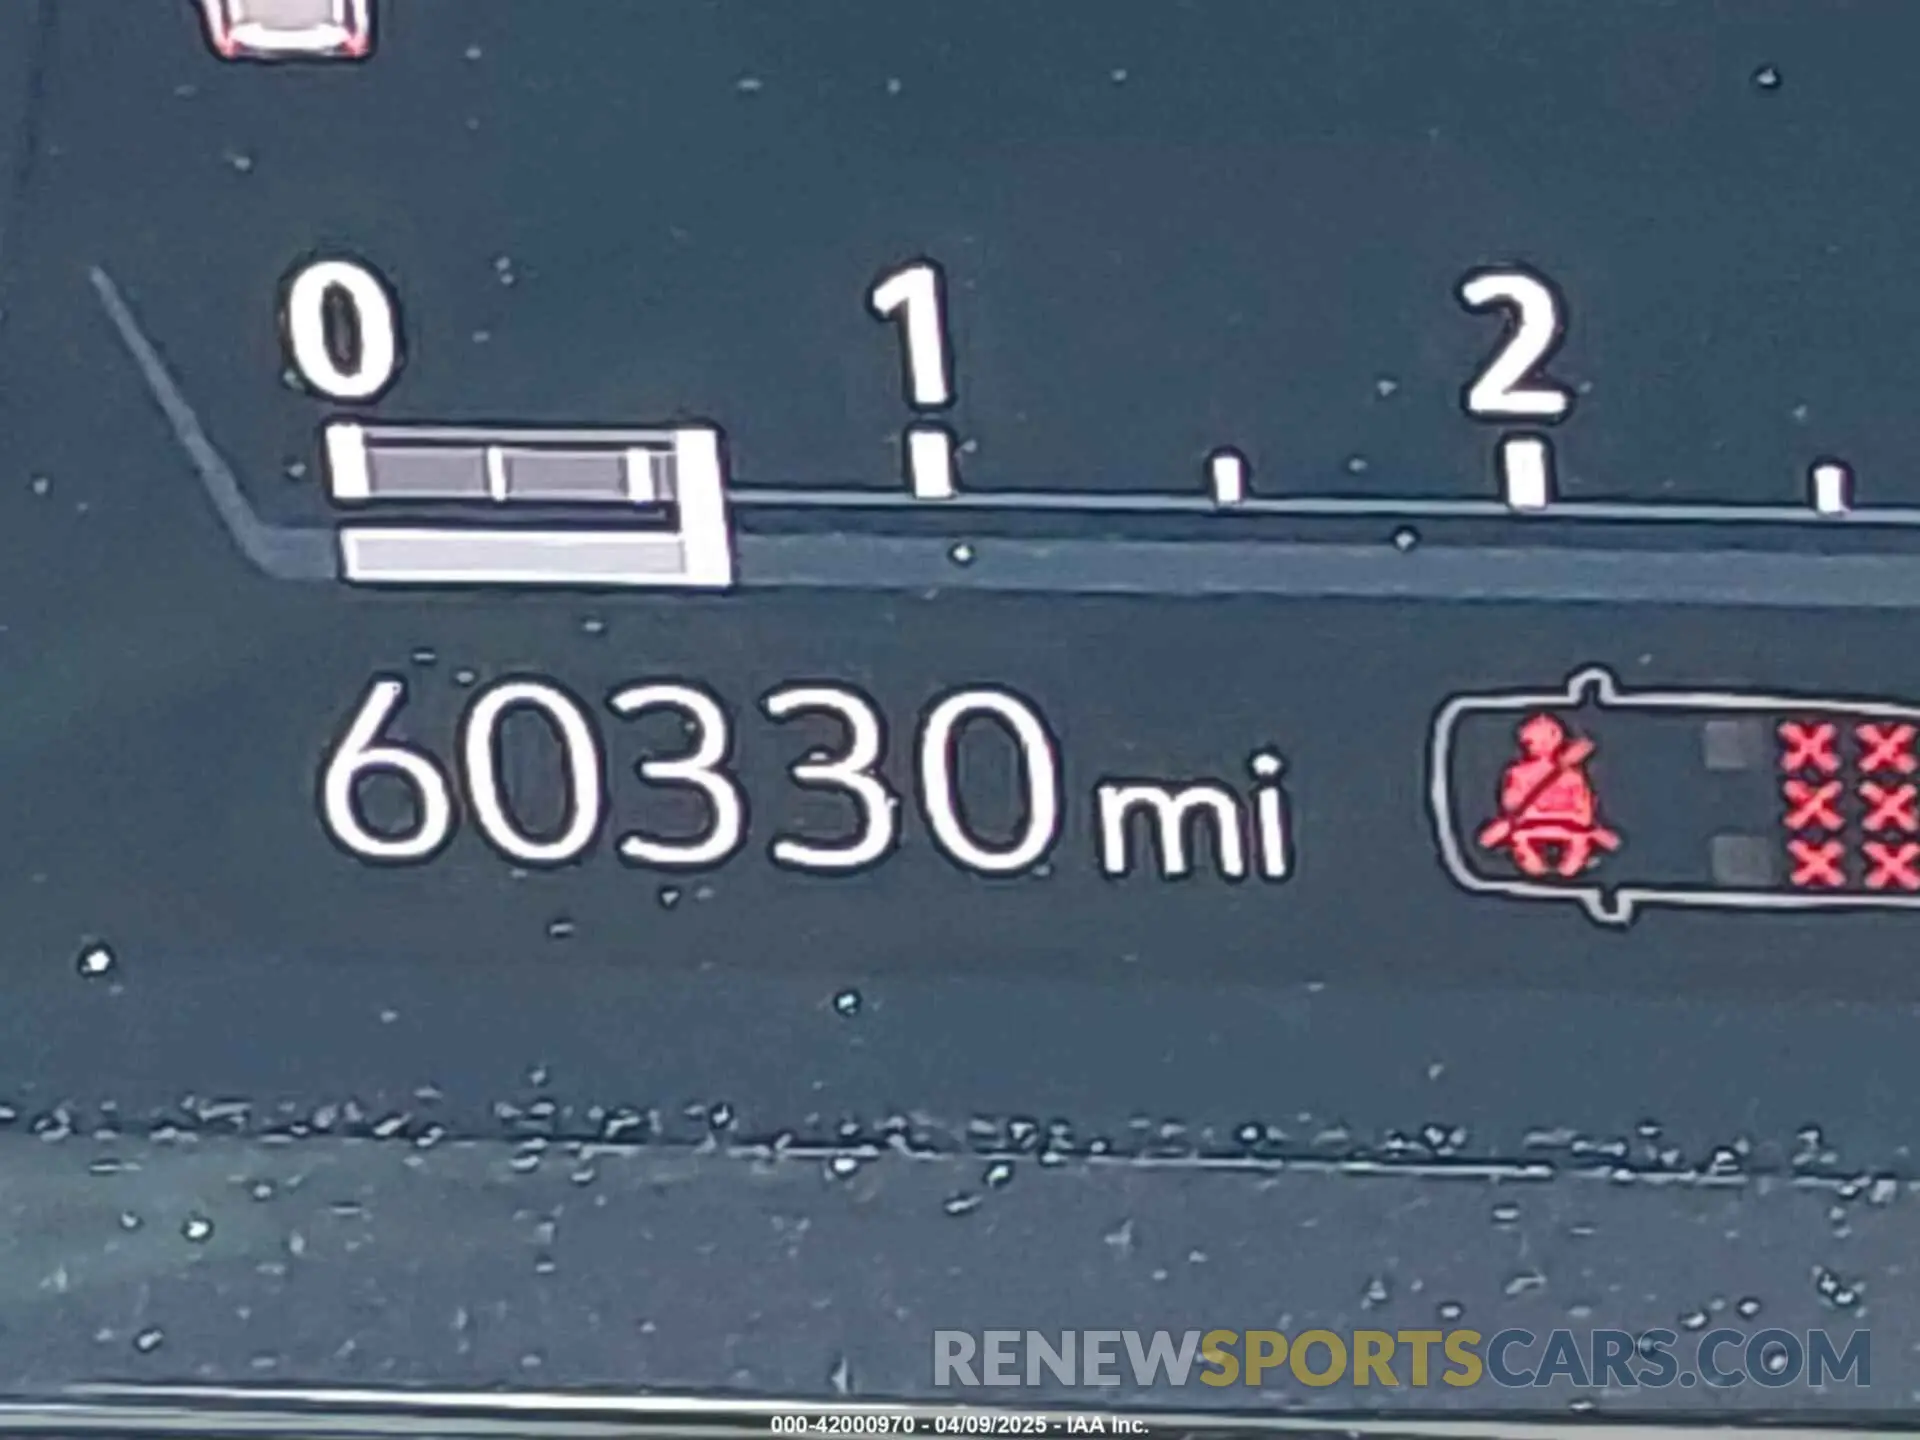 0 1 2
60330 mi
RENEWSPORTSCARS.COM
000-42000970 - 04/09/2025 - IAA Inc.